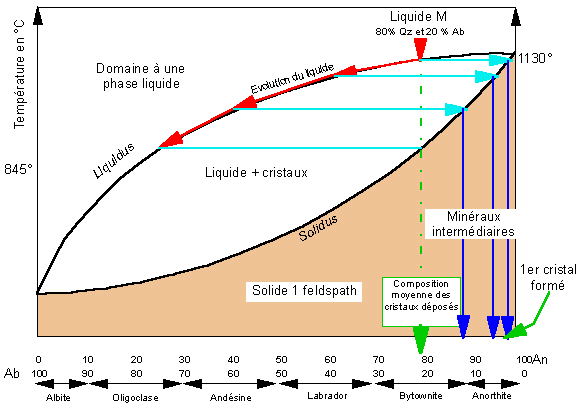 Température en °C
Liquide M
80% Qz et 20 % Ab
1130°
Domaine à une
phase liquide
Evolution du liquide
Liquidus
845°
Liquide + cristaux
Solidus
Minéraux
intermédiaires
Solide 1 feldspath
Composition
moyenne des
cristaux déposés
1er cristal
formé
0 10 20 30 40 50 60 70 80 90 100 An
Ab 100 90 80 70 60 50 40 30 20 10 0
Albite Oligoclase Andésine Labrador Bytownite Anorthite